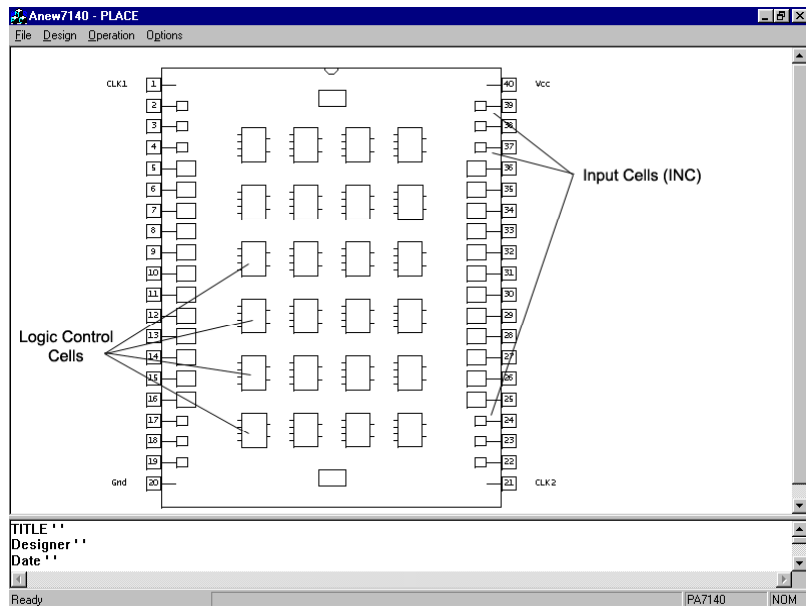 Anew7140 - PLACE
File Design Operation Options
CLK1 1 40 Vcc
2 39
3 38
4 37
5 36
6 35
7 34
8 33
9 32
10 31
11 30
12 29
13 28
14 27
15 26
16 25
17 24
18 23
19 22
Gnd 20 21 CLK2
Input Cells (INC)
Logic Control
Cells
TITLE ' '
Designer ' '
Date ' '
Ready PA7140 NOM